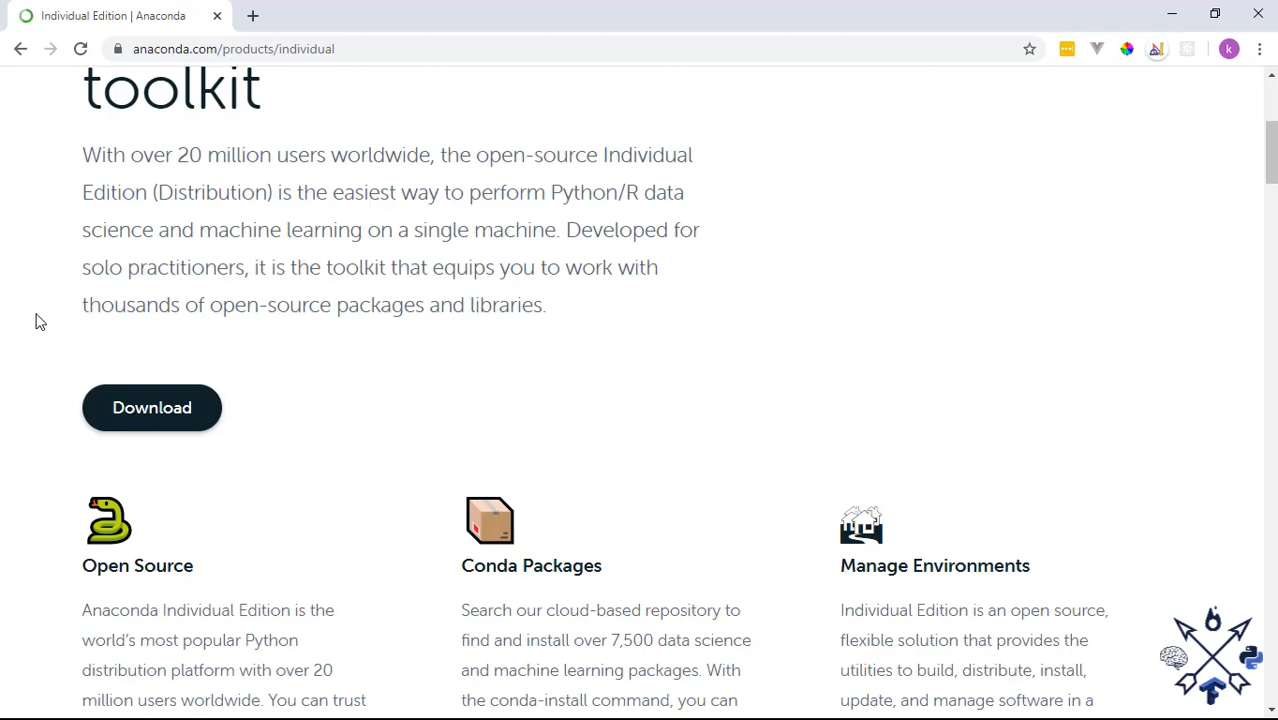 Individual Edition | Anaconda
anaconda.com/products/individual
k
toolkit
With over 20 million users worldwide, the open-source Individual
Edition (Distribution) is the easiest way to perform Python/R data
science and machine learning on a single machine. Developed for
solo practitioners, it is the toolkit that equips you to work with
thousands of open-source packages and libraries.
Download
Open Source
Anaconda Individual Edition is the
world's most popular Python
distribution platform with over 20
million users worldwide. You can trust
Conda Packages
Search our cloud-based repository to
find and install over 7,500 data science
and machine learning packages. With
the conda-install command, you can
Manage Environments
Individual Edition is an open source,
flexible solution that provides the
utilities to build, distribute, install,
update, and manage software in a